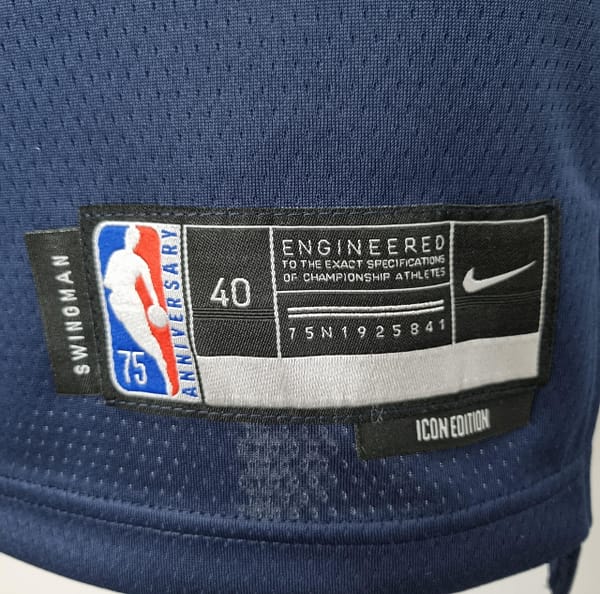 SWINGMAN
75
ANNIVERSARY
40
ENGINEERED
TO THE EXACT SPECIFICATIONS
OF CHAMPIONSHIP ATHLETES
75N1925841
ICON EDITION